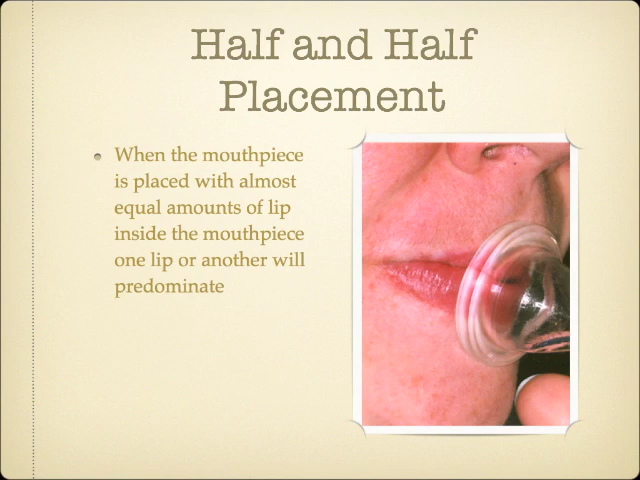 Half and Half
Placement
When the mouthpiece
is placed with almost
equal amounts of lip
inside the mouthpiece
one lip or another will
predominate